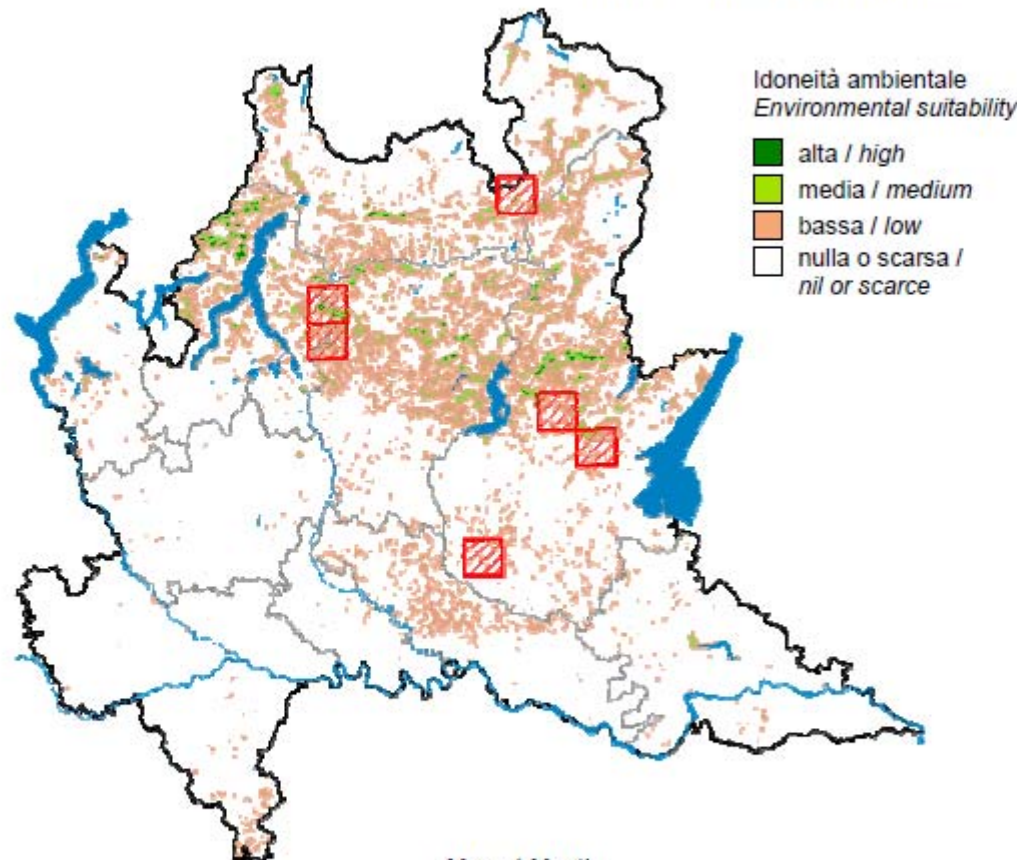 Idoneità ambientale
Environmental suitability
alta / high
media / medium
bassa / low
nulla o scarsa /
nil or scarce